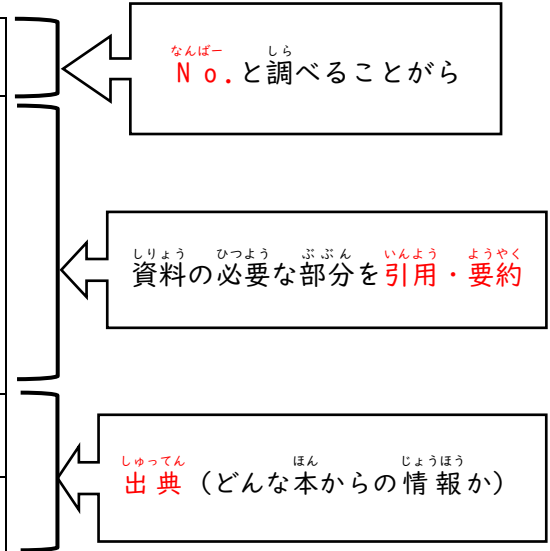 なんばー しら
Ｎｏ.と調べることがら
しりょう ひつよう ぶぶん いんよう ようやく
資料の必要な部分を引用・要約
しゅってん ほん じょうほう
出典（どんな本からの情報か）